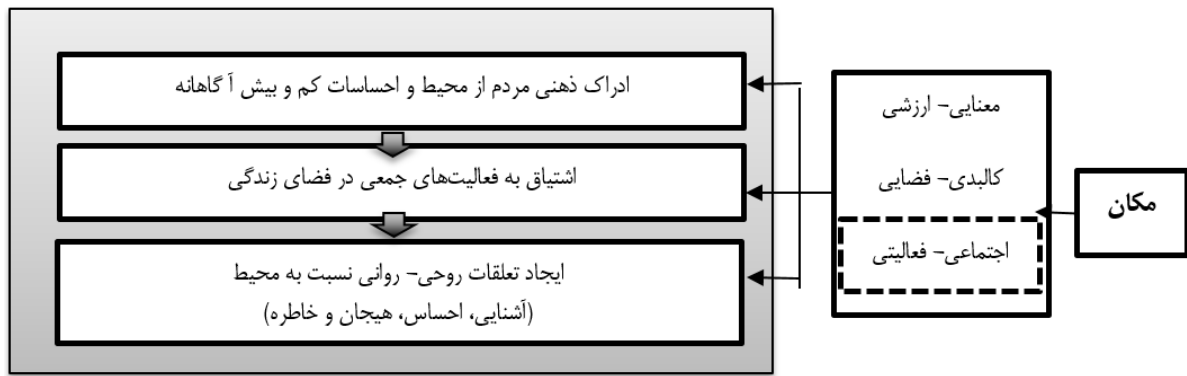 مکان
معنایی- ارزشی
کالبدی- فضایی
اجتماعی- فعالیتی
ادراک ذهنی مردم از محیط و احساسات کم و بیش آ گاهانه
اشتیاق به فعالیت‌های جمعی در فضای زندگی
ایجاد تعلقات روحی- روانی نسبت به محیط
(آشنایی، احساس، هیجان و خاطره)